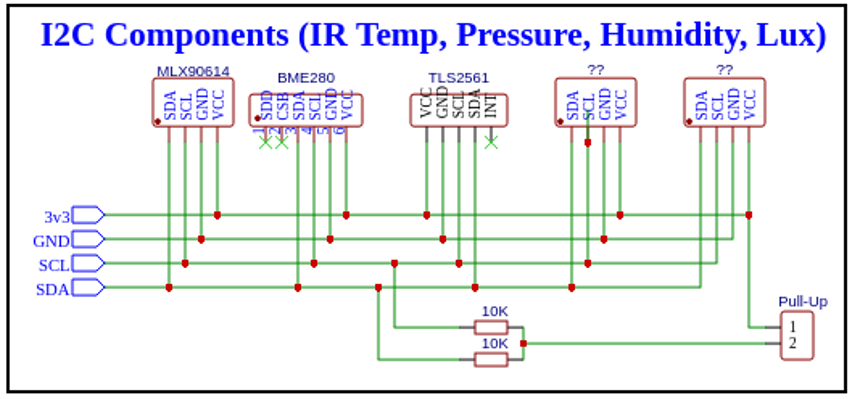 I2C Components (IR Temp, Pressure, Humidity, Lux)
MLX90614
BME280
TLS2561
??
??
SDA SCL GND VCC
SDD CSB SDA SCL GND VCC
1 2 3 4 5 6
VCC GND SCL SDA INT
SDA SCL GND VCC
SDA SCL GND VCC
3v3
GND
SCL
SDA
10K
10K
Pull-Up
1
2